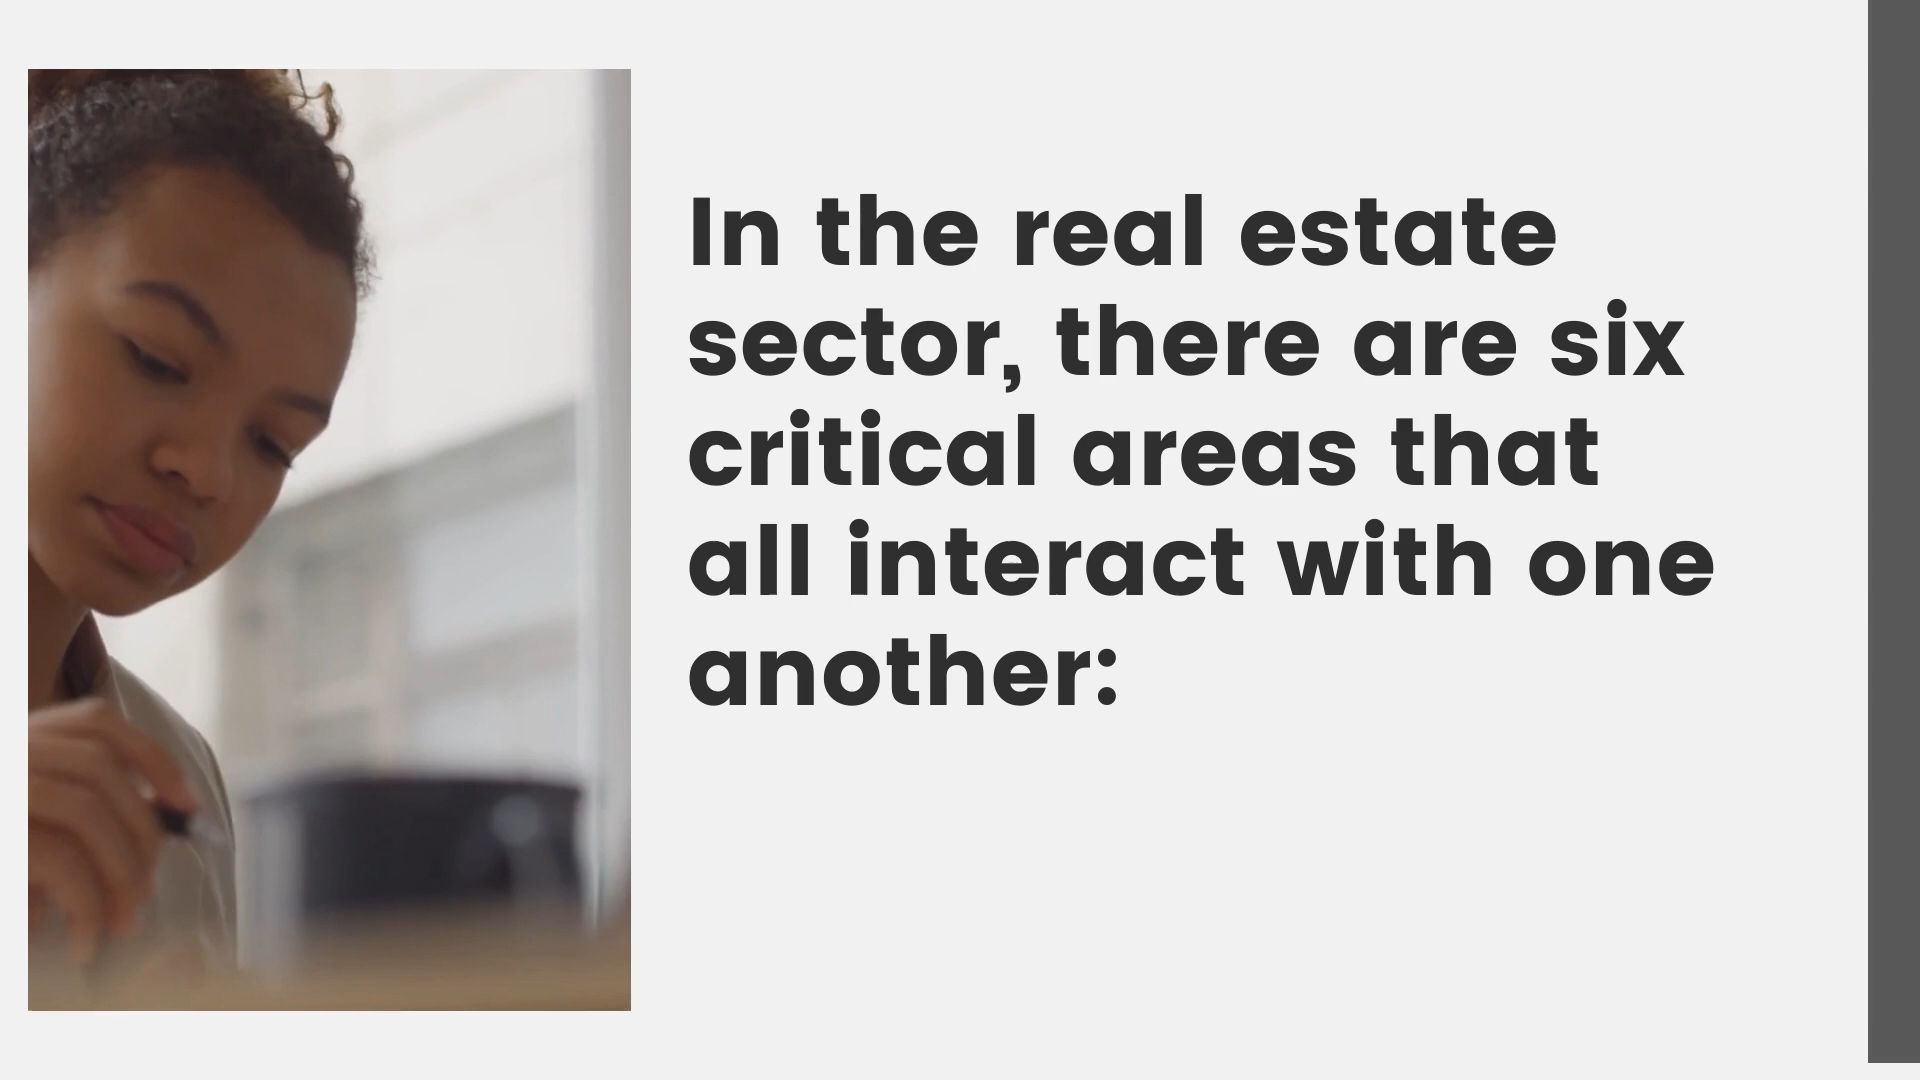 In the real estate
sector, there are six
critical areas that
all interact with one
another: